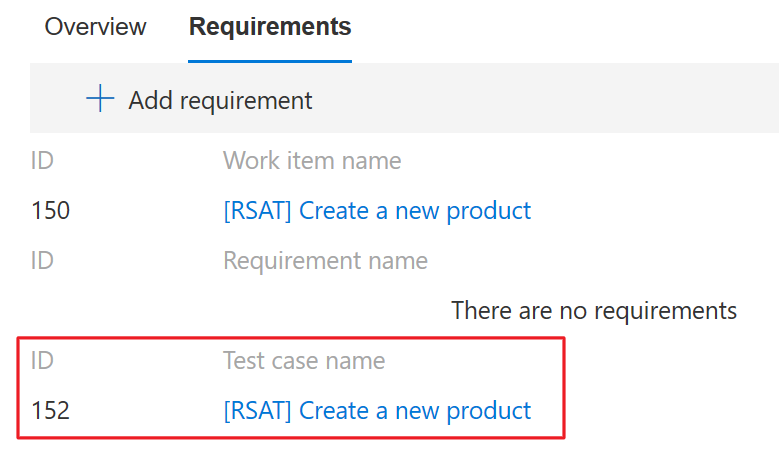 Overview Requirements
Add requirement
ID Work item name
150 [RSAT] Create a new product
ID Requirement name
There are no requirements
ID Test case name
152 [RSAT] Create a new product